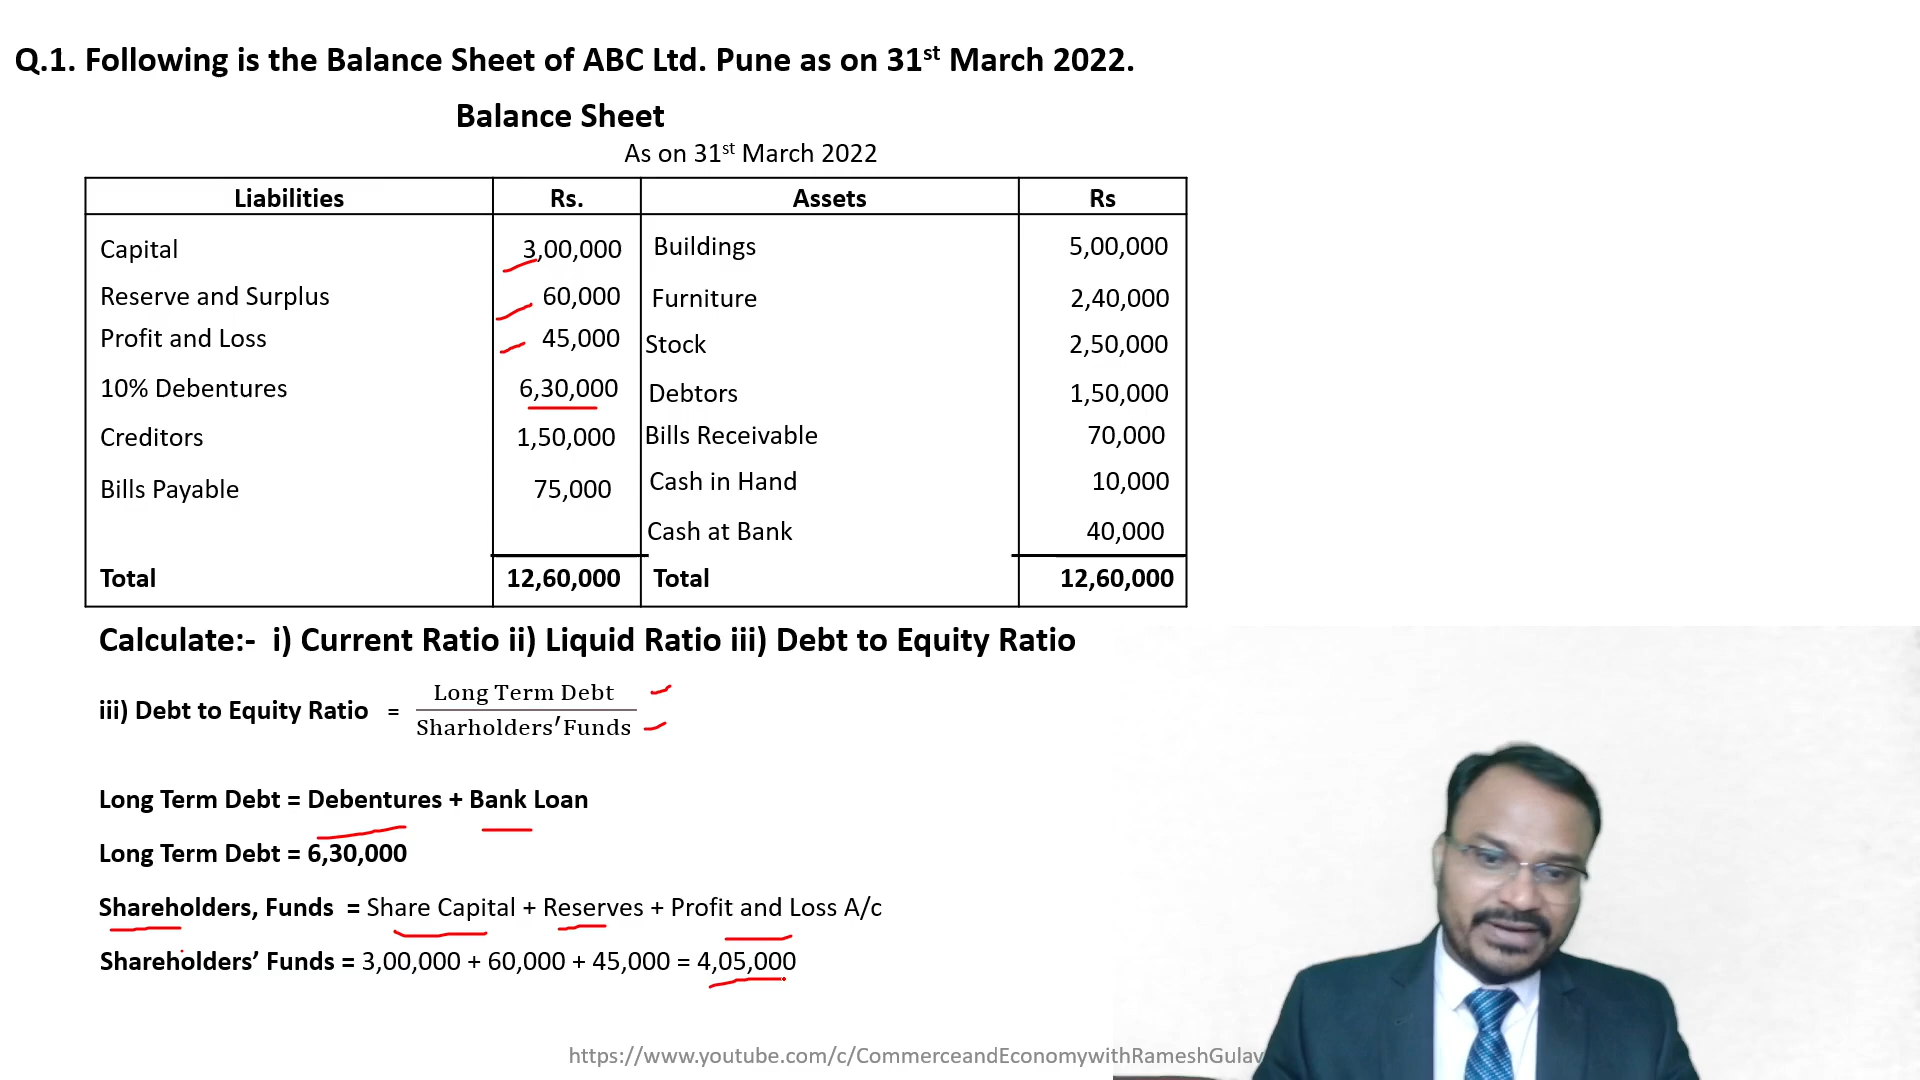 Q.1. Following is the Balance Sheet of ABC Ltd. Pune as on 31st March 2022.
Balance Sheet
As on 31st March 2022
Liabilities Rs. Assets Rs
Capital 3,00,000 Buildings 5,00,000
Reserve and Surplus 60,000 Furniture 2,40,000
Profit and Loss 45,000 Stock 2,50,000
10% Debentures 6,30,000 Debtors 1,50,000
Creditors 1,50,000 Bills Receivable 70,000
Bills Payable 75,000 Cash in Hand 10,000
Cash at Bank 40,000
Total 12,60,000 Total 12,60,000
Calculate:- i) Current Ratio ii) Liquid Ratio iii) Debt to Equity Ratio
iii) Debt to Equity Ratio = Long Term Debt
Sharholders′Funds
Long Term Debt = Debentures + Bank Loan
Long Term Debt = 6,30,000
Shareholders, Funds = Share Capital + Reserves + Profit and Loss A/c
Shareholders’ Funds = 3,00,000 + 60,000 + 45,000 = 4,05,000
https://www.youtube.com/c/CommerceandEconomywithRameshGulav